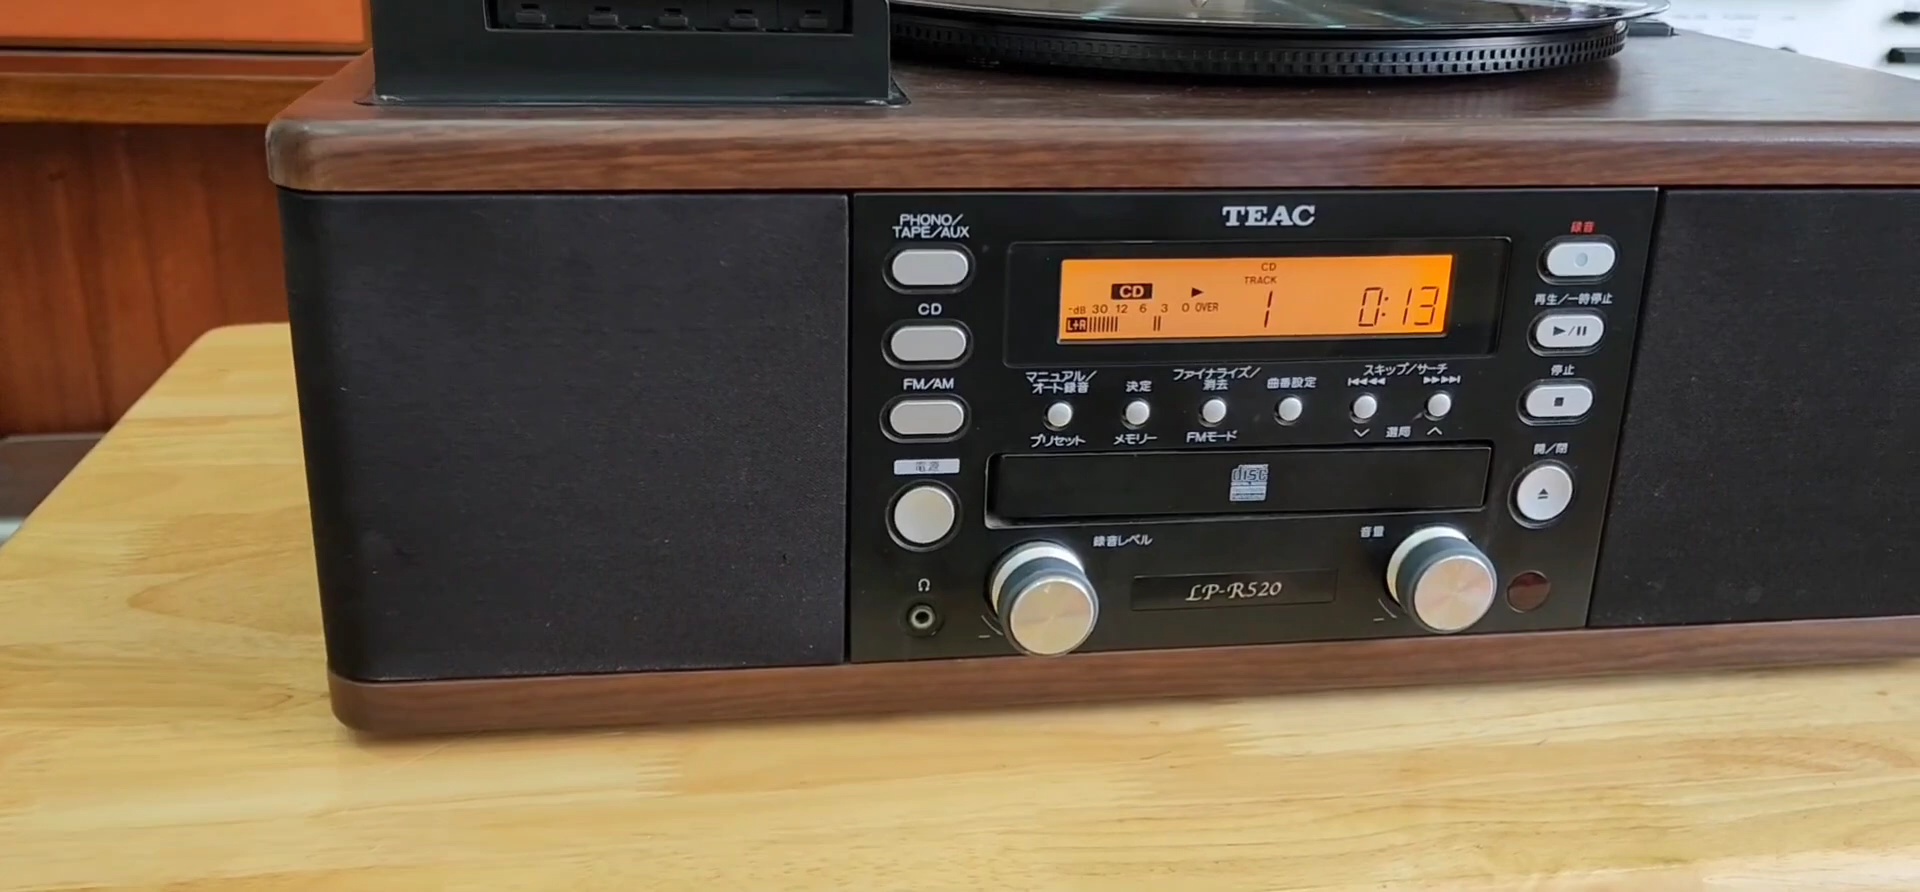 TEAC
PHONO/
TAPE/AUX
CD
FM/AM
電源
CD
TRACK
CD
-dB 30 12 6 3 0 OVER
L+R
1
0:13
録音
再生/一時停止
停止
開/閉
マニュアル/
オート録音
決定
ファイナライズ/
消去
曲番設定
スキップ/サーチ
プリセット
メモリー
FMモード
選局
disc
録音レベル
音量
LP-R520